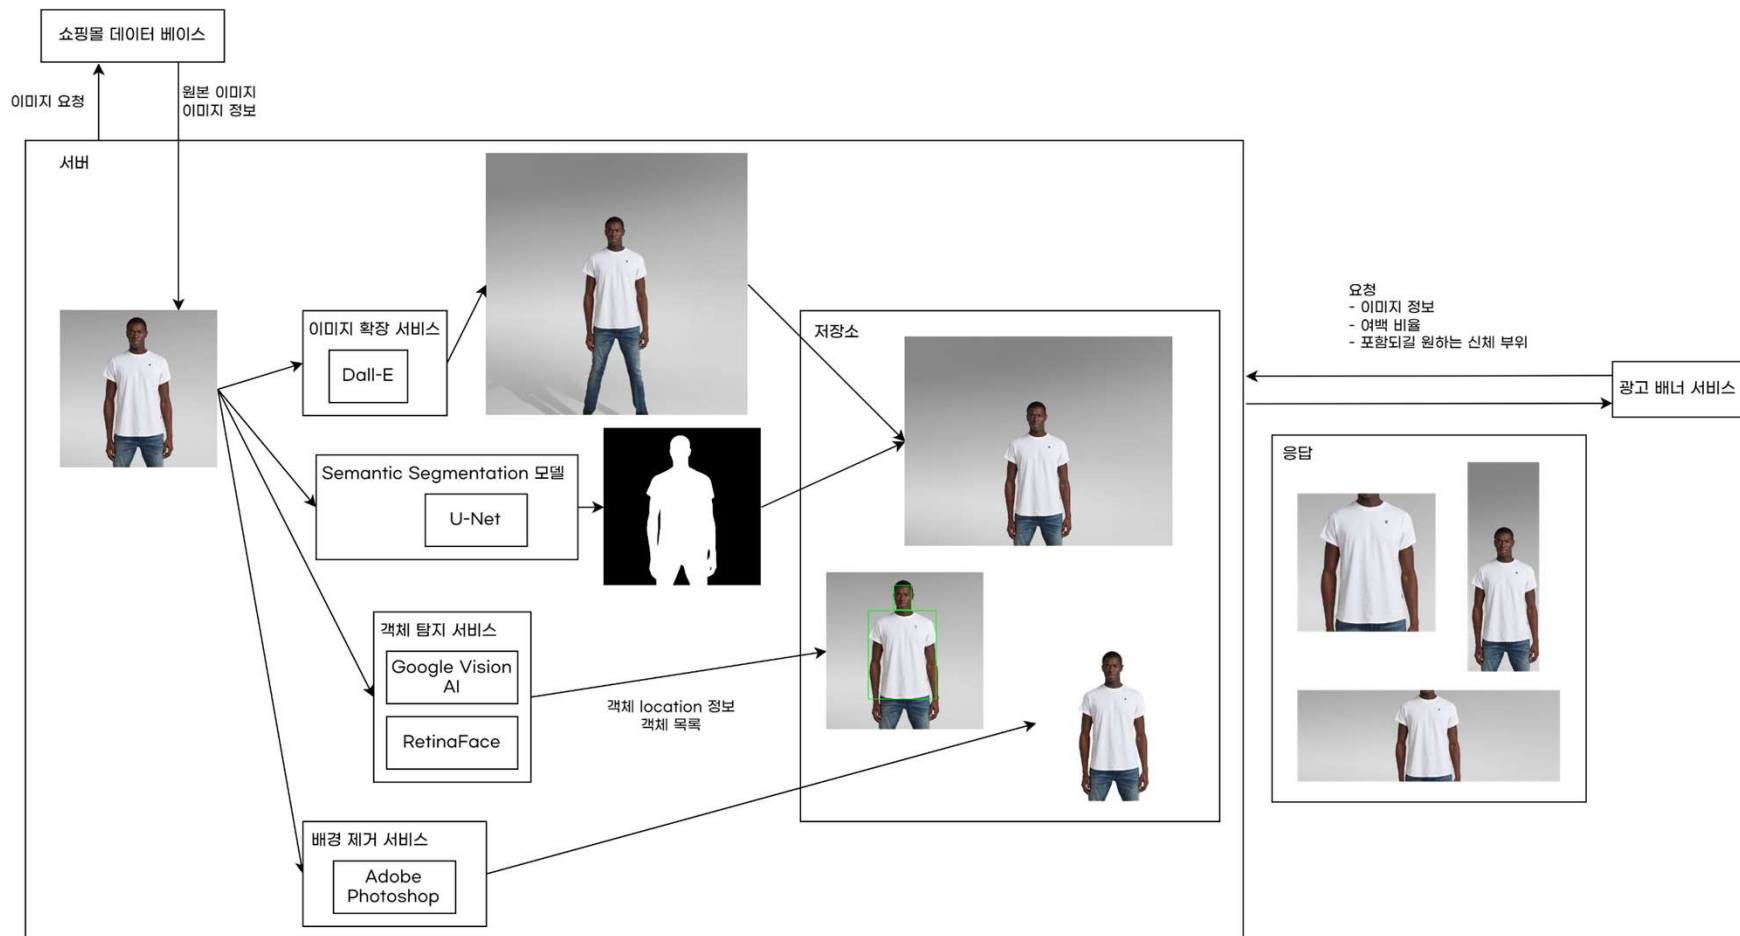 쇼핑몰 데이터 베이스
이미지 요청
원본 이미지
이미지 정보
서버
이미지 확장 서비스
Dall-E
Semantic Segmentation 모델
U-Net
객체 탐지 서비스
Google Vision
AI
RetinaFace
객체 location 정보
객체 목록
배경 제거 서비스
Adobe
Photoshop
저장소
요청
- 이미지 정보
- 여백 비율
- 포함되길 원하는 신체 부위
광고 배너 서비스
응답